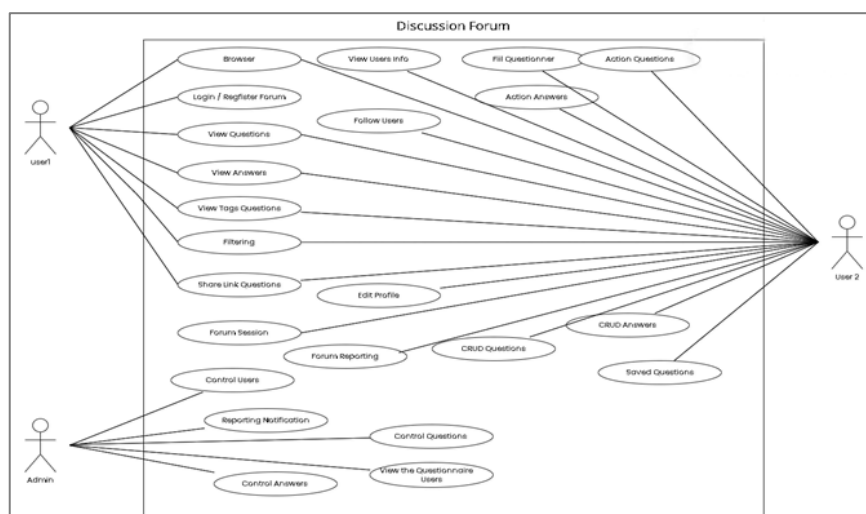 Discussion Forum
Browser
View Users Info
Fill Questionner
Action Questions
Login / Regfister Forum
Action Answers
Follow Users
View Questions
user1
View Answers
View Tags Questions
Filtering
User 2
Share Link Questions
Edit Profile
Forum Session
CRUD Answers
Forum Reporting
CRUD Questions
Saved Questions
Control Users
Reporting Notification
Control Questions
View the Questionnaire
Users
Admin
Control Answers